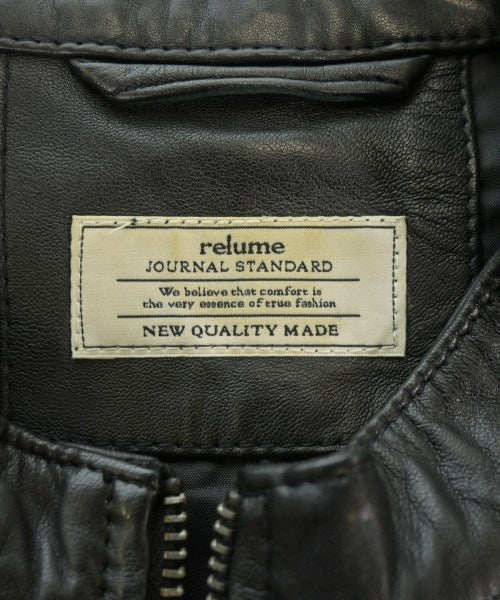 relume
JOURNAL STANDARD
We believe that comfort is
the very essence of true fashion
NEW QUALITY MADE